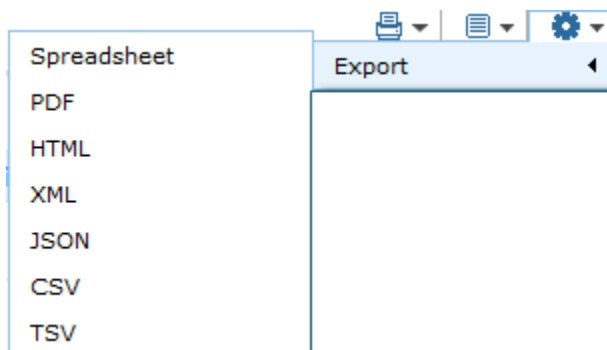 Export
Spreadsheet
PDF
HTML
XML
JSON
CSV
TSV